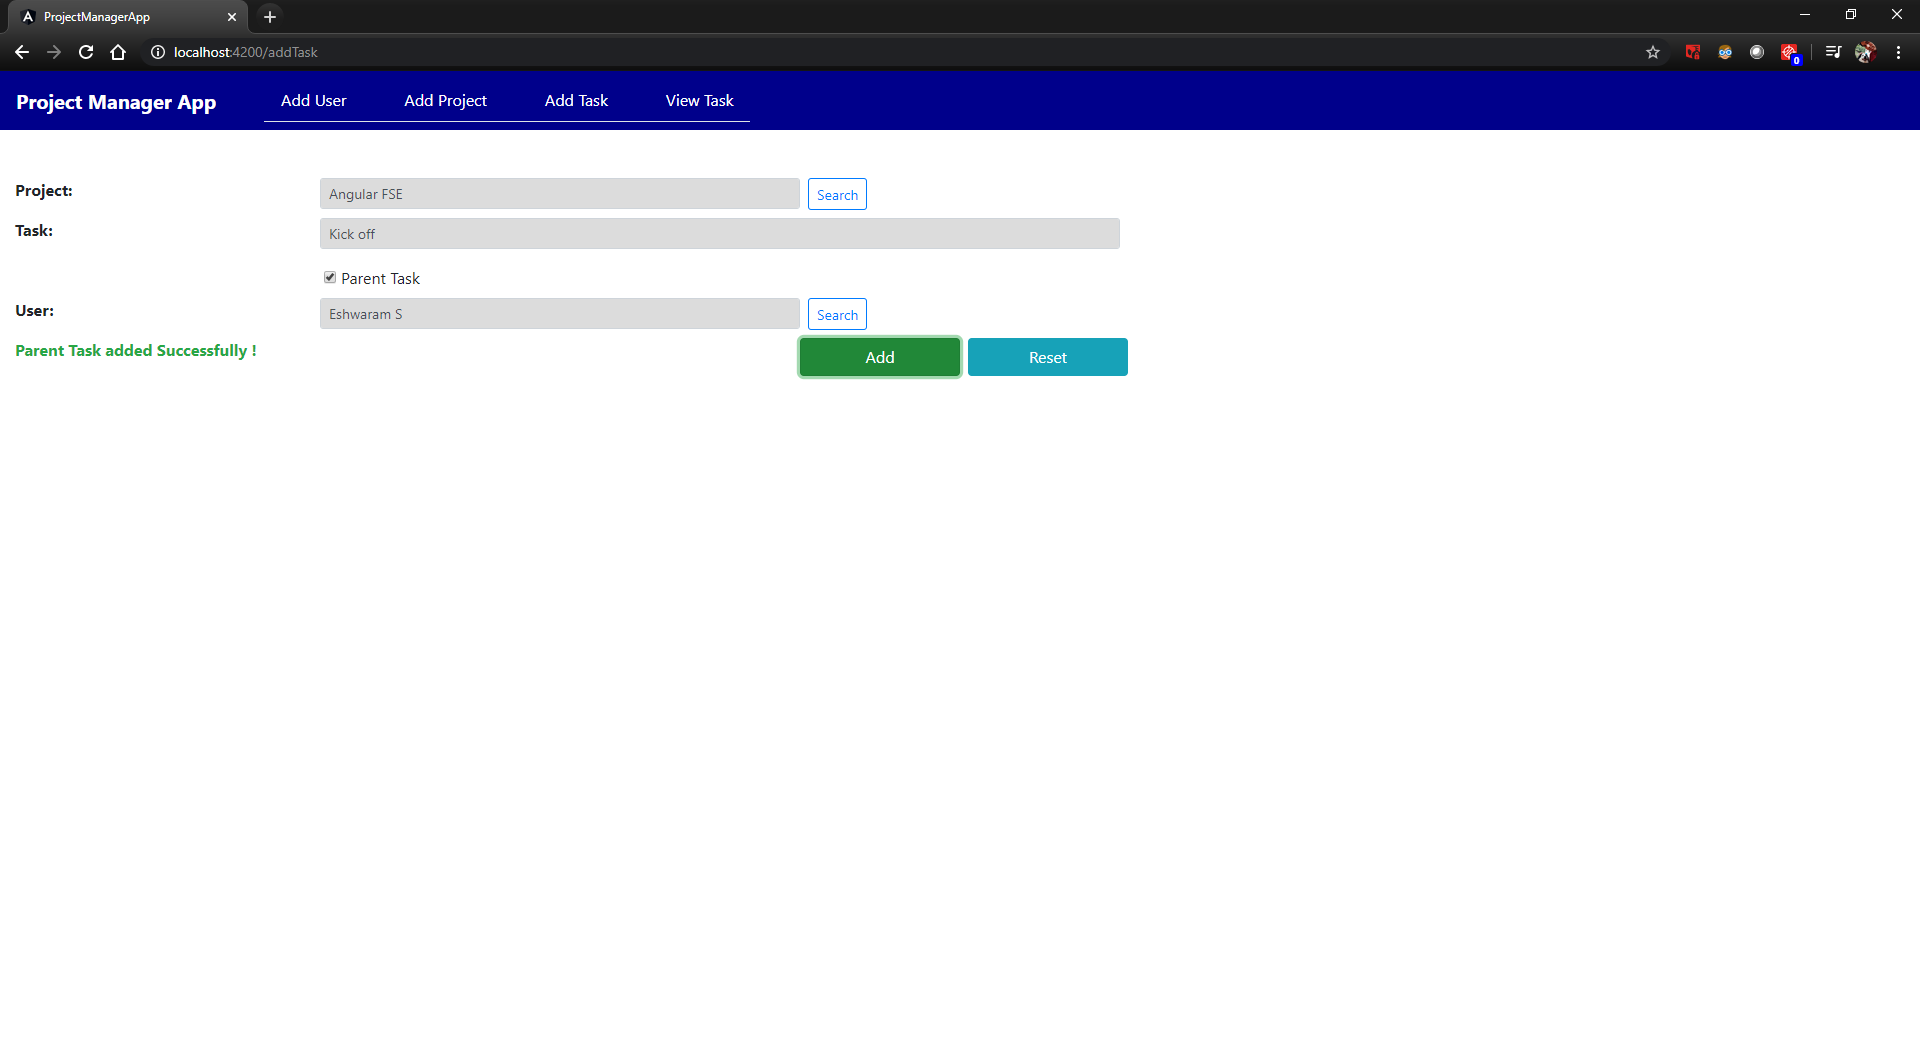 ProjectManagerApp
localhost:4200/addTask
0
Project Manager App
Add User
Add Project
Add Task
View Task
Project:
Angular FSE
Search
Task:
Kick off
Parent Task
User:
Eshwaram S
Search
Parent Task added Successfully !
Add
Reset